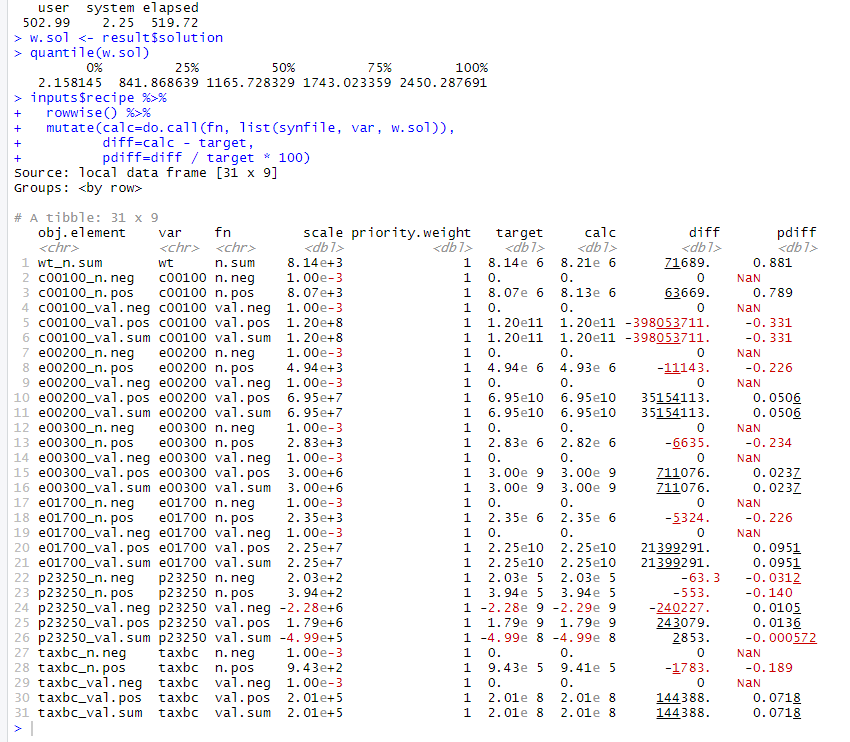 user  system elapsed
 502.99    2.25  519.72
> w.sol <- result$solution
> quantile(w.sol)
         0%         25%         50%         75%        100%
   2.158145  841.868639 1165.728329 1743.023359 2450.287691
> inputs$recipe %>%
+   rowwise() %>%
+   mutate(calc=do.call(fn, list(synfile, var, w.sol)),
+          diff=calc - target,
+          pdiff=diff / target * 100)
Source: local data frame [31 x 9]
Groups: <by row>

# A tibble: 31 x 9
   obj.element    var    fn         scale priority.weight   target     calc       diff     pdiff
   <chr>          <chr>  <chr>      <dbl>           <dbl>    <dbl>    <dbl>      <dbl>     <dbl>
 1 wt_n.sum       wt     n.sum    8.14e+3               1  8.14e 6  8.21e 6     71689.     0.881
 2 c00100_n.neg   c00100 n.neg    1.00e-3               1  0.       0.              0    NaN
 3 c00100_n.pos   c00100 n.pos    8.07e+3               1  8.07e 6  8.13e 6     63669.     0.789
 4 c00100_val.neg c00100 val.neg  1.00e-3               1  0.       0.              0    NaN
 5 c00100_val.pos c00100 val.pos  1.20e+8               1  1.20e11  1.20e11 -398053711.   -0.331
 6 c00100_val.sum c00100 val.sum  1.20e+8               1  1.20e11  1.20e11 -398053711.   -0.331
 7 e00200_n.neg   e00200 n.neg    1.00e-3               1  0.       0.              0    NaN
 8 e00200_n.pos   e00200 n.pos    4.94e+3               1  4.94e 6  4.93e 6    -11143.    -0.226
 9 e00200_val.neg e00200 val.neg  1.00e-3               1  0.       0.              0    NaN
10 e00200_val.pos e00200 val.pos  6.95e+7               1  6.95e10  6.95e10  35154113.     0.0506
11 e00200_val.sum e00200 val.sum  6.95e+7               1  6.95e10  6.95e10  35154113.     0.0506
12 e00300_n.neg   e00300 n.neg    1.00e-3               1  0.       0.              0    NaN
13 e00300_n.pos   e00300 n.pos    2.83e+3               1  2.83e 6  2.82e 6     -6635.    -0.234
14 e00300_val.neg e00300 val.neg  1.00e-3               1  0.       0.              0    NaN
15 e00300_val.pos e00300 val.pos  3.00e+6               1  3.00e 9  3.00e 9    711076.     0.0237
16 e00300_val.sum e00300 val.sum  3.00e+6               1  3.00e 9  3.00e 9    711076.     0.0237
17 e01700_n.neg   e01700 n.neg    1.00e-3               1  0.       0.              0    NaN
18 e01700_n.pos   e01700 n.pos    2.35e+3               1  2.35e 6  2.35e 6     -5324.    -0.226
19 e01700_val.neg e01700 val.neg  1.00e-3               1  0.       0.              0    NaN
20 e01700_val.pos e01700 val.pos  2.25e+7               1  2.25e10  2.25e10  21399291.     0.0951
21 e01700_val.sum e01700 val.sum  2.25e+7               1  2.25e10  2.25e10  21399291.     0.0951
22 p23250_n.neg   p23250 n.neg    2.03e+2               1  2.03e 5  2.03e 5       -63.3   -0.0312
23 p23250_n.pos   p23250 n.pos    3.94e+2               1  3.94e 5  3.94e 5      -553.    -0.140
24 p23250_val.neg p23250 val.neg -2.28e+6               1 -2.28e 9 -2.29e 9   -240227.     0.0105
25 p23250_val.pos p23250 val.pos  1.79e+6               1  1.79e 9  1.79e 9    243079.     0.0136
26 p23250_val.sum p23250 val.sum -4.99e+5               1 -4.99e 8 -4.99e 8      2853.    -0.000572
27 taxbc_n.neg    taxbc  n.neg    1.00e-3               1  0.       0.              0    NaN
28 taxbc_n.pos    taxbc  n.pos    9.43e+2               1  9.43e 5  9.41e 5     -1783.    -0.189
29 taxbc_val.neg  taxbc  val.neg  1.00e-3               1  0.       0.              0    NaN
30 taxbc_val.pos  taxbc  val.pos  2.01e+5               1  2.01e 8  2.01e 8    144388.     0.0718
31 taxbc_val.sum  taxbc  val.sum  2.01e+5               1  2.01e 8  2.01e 8    144388.     0.0718
>